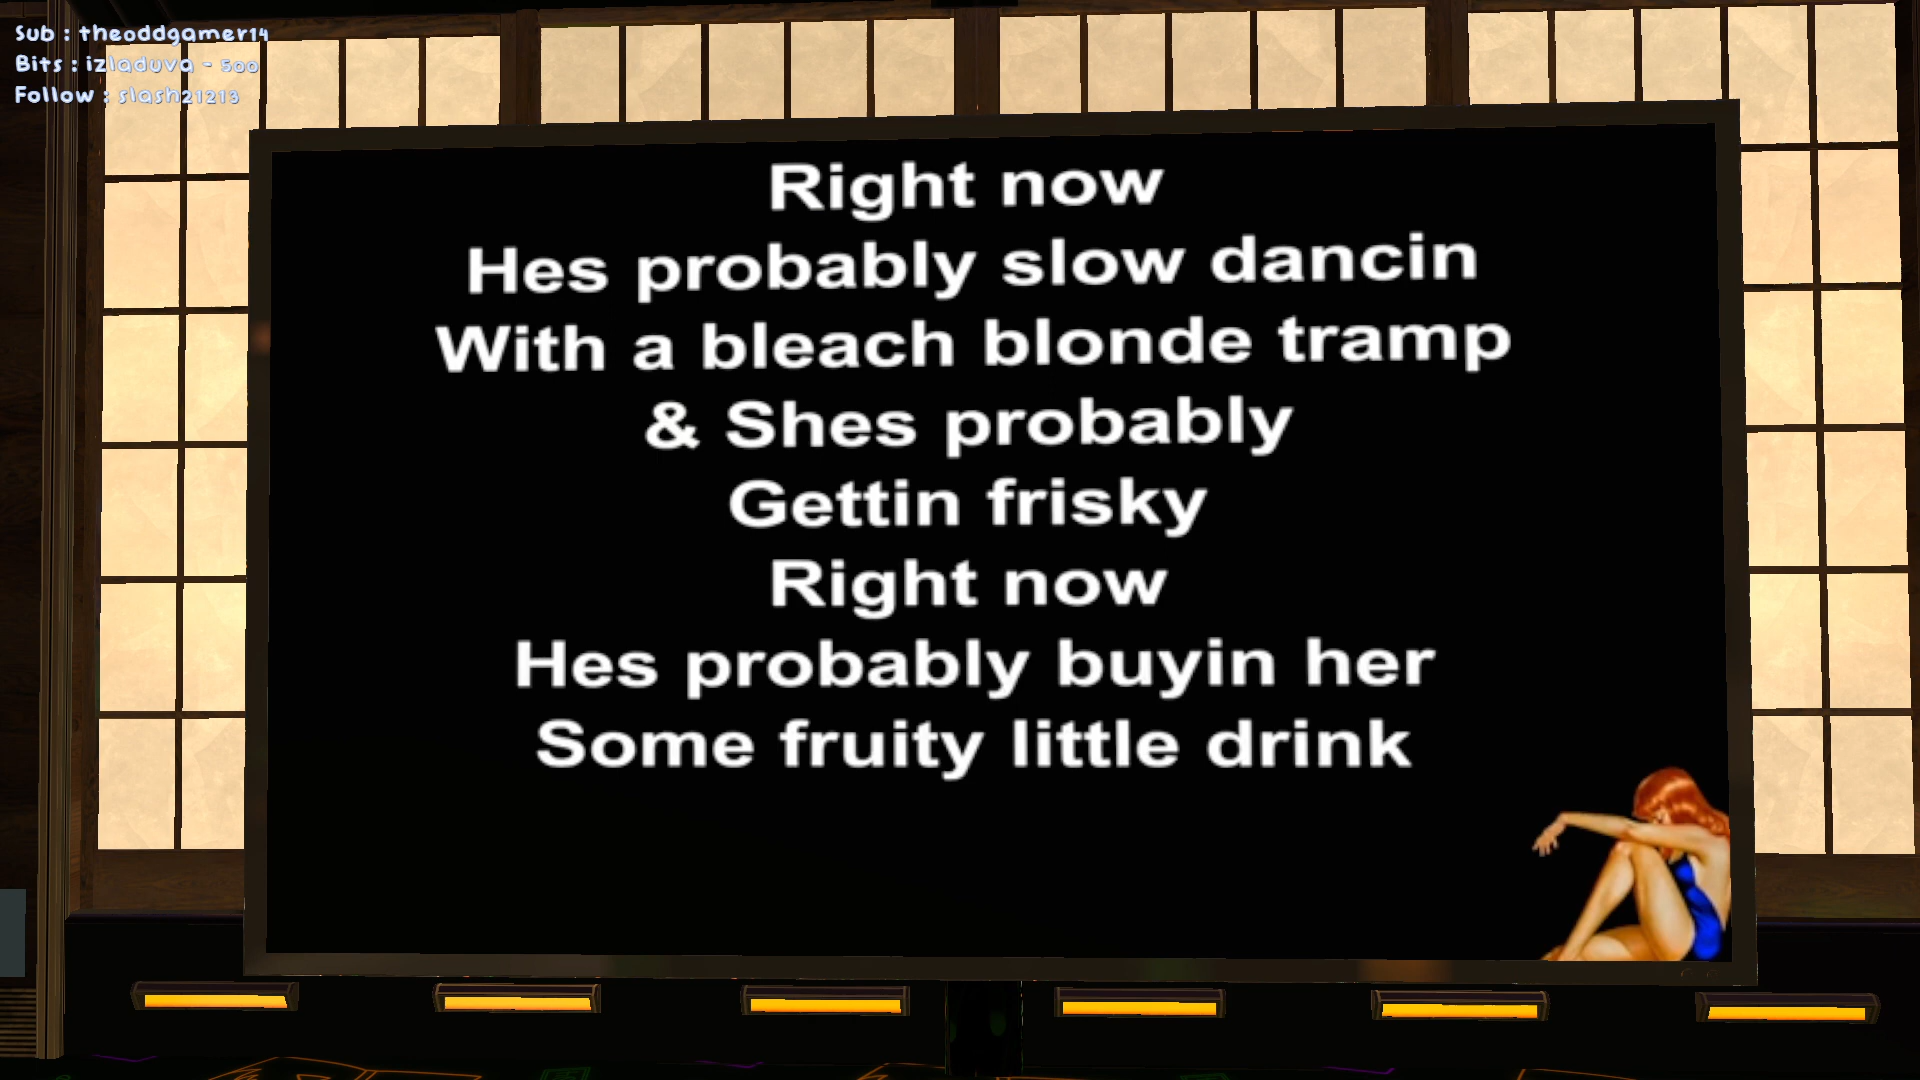 Sub : theoddgamer14
Bits : izladuva - 500
Follow : slash21213
Right now
Hes probably slow dancin
With a bleach blonde tramp
& Shes probably
Gettin frisky
Right now
Hes probably buyin her
Some fruity little drink